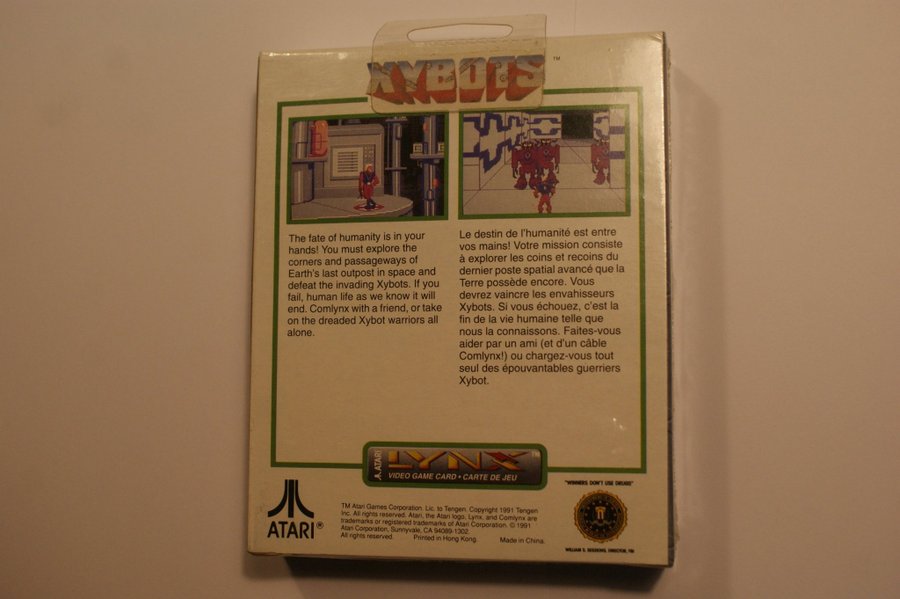 XYBOTS™
The fate of humanity is in your
hands! You must explore the
corners and passageways of
Earth's last outpost in space and
defeat the invading Xybots. If you
fail, human life as we know it will
end. Comlynx with a friend, or take
on the dreaded Xybot warriors all
alone.
Le destin de l'humanité est entre
vos mains! Votre mission consiste
à explorer les coins et recoins du
dernier poste spatial avancé que la
Terre possède encore. Vous
devrez vaincre les envahisseurs
Xybots. Si vous échouez, c'est la
fin de la vie humaine telle que
nous la connaissons. Faites-vous
aider par un ami (et d'un câble
Comlynx!) ou chargez-vous tout
seul des épouvantables guerriers
Xybot.
ATARI LYNX
VIDEO GAME CARD • CARTE DE JEU
ATARI®
TM Atari Games Corporation. Lic. to Tengen. Copyright 1991 Tengen
Inc. All rights reserved. Atari, the Atari logo, Lynx, and Comlynx are
trademarks or registered trademarks of Atari Corporation. © 1991
Atari Corporation, Sunnyvale, CA 94089-1302.
All rights reserved. Printed in Hong Kong. Made in China.
"WINNERS DON'T USE DRUGS"
WILLIAM S. SESSIONS, DIRECTOR, FBI